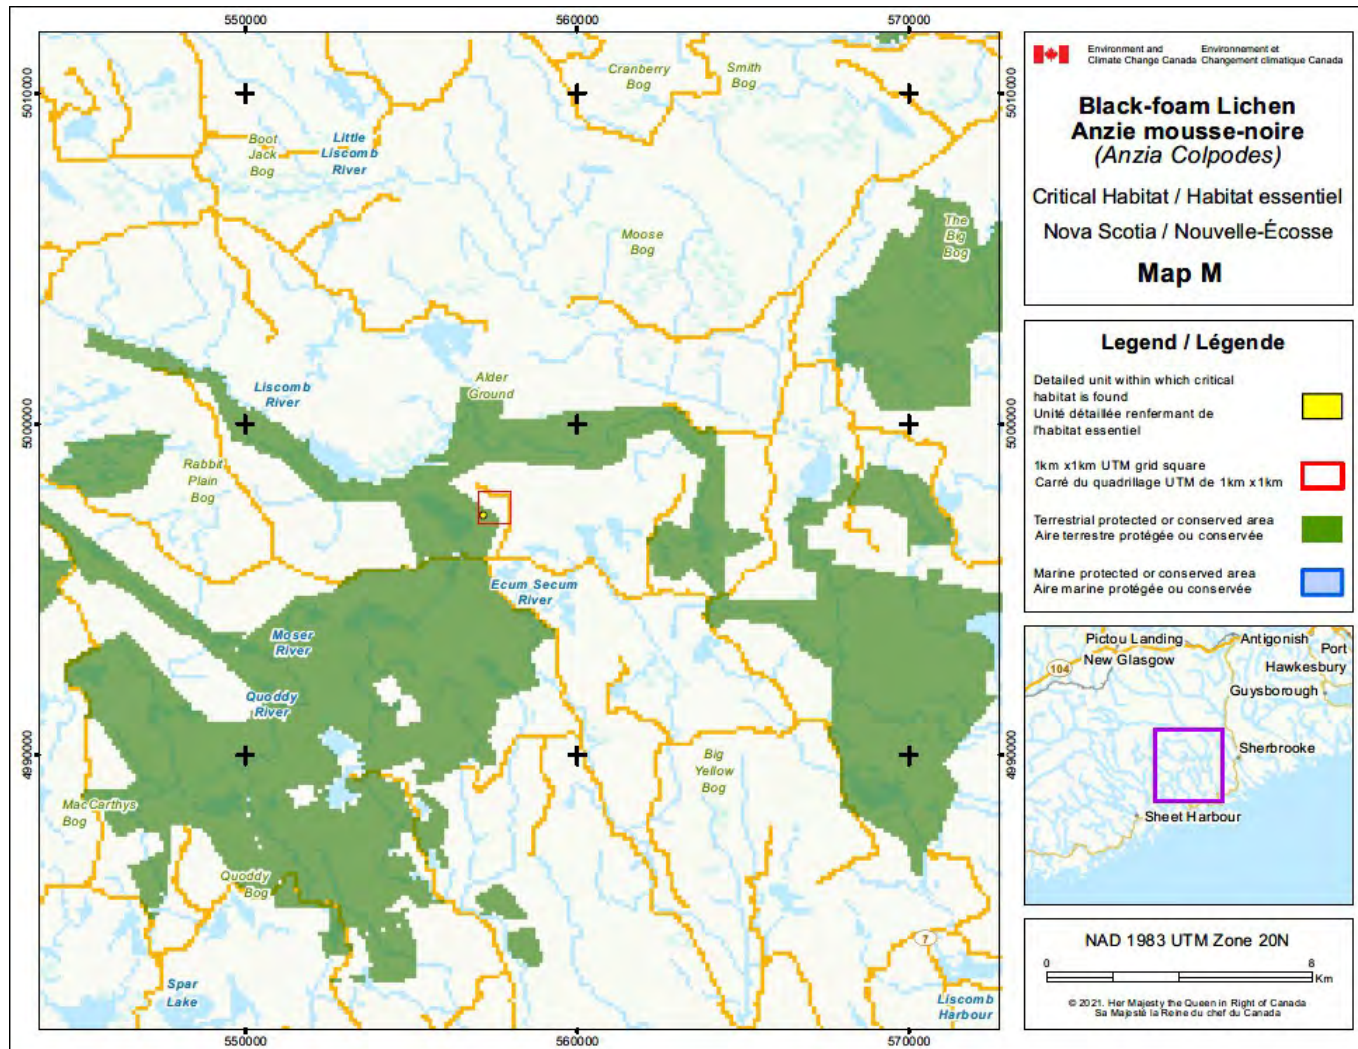 550000
560000
570000
5010000
5010000
Cranberry
Bog
Smith
Bog
Boot
Jack
Bog
Little
Liscomb
River
Moose
Bog
The
Big
Bog
Liscomb
River
Alder
Ground
5000000
5000000
Rabbit
Plain
Bog
Ecum Secum
River
Moser
River
Quoddy
River
4990000
4990000
Big
Yellow
Bog
MacCarthys
Bog
Quoddy
Bog
7
Spar
Lake
Liscomb
Harbour
550000
560000
570000
Environment and
Climate Change Canada
Environnement et
Changement climatique Canada
Black-foam Lichen
Anzie mousse-noire
(Anzia Colpodes)
Critical Habitat / Habitat essentiel
Nova Scotia / Nouvelle-Écosse
Map M
Legend / Légende
Detailed unit within which critical
habitat is found
Unité détaillée renfermant de
l'habitat essentiel
1km x1km UTM grid square
Carré du quadrillage UTM de 1km x1km
Terrestrial protected or conserved area
Aire terrestre protégée ou conservée
Marine protected or conserved area
Aire marine protégée ou conservée
Pictou Landing
Antigonish
Port
Hawkesbury
104
New Glasgow
Guysborough
Sherbrooke
Sheet Harbour
NAD 1983 UTM Zone 20N
0
8
Km
© 2021. Her Majesty the Queen in Right of Canada
Sa Majesté la Reine du chef du Canada